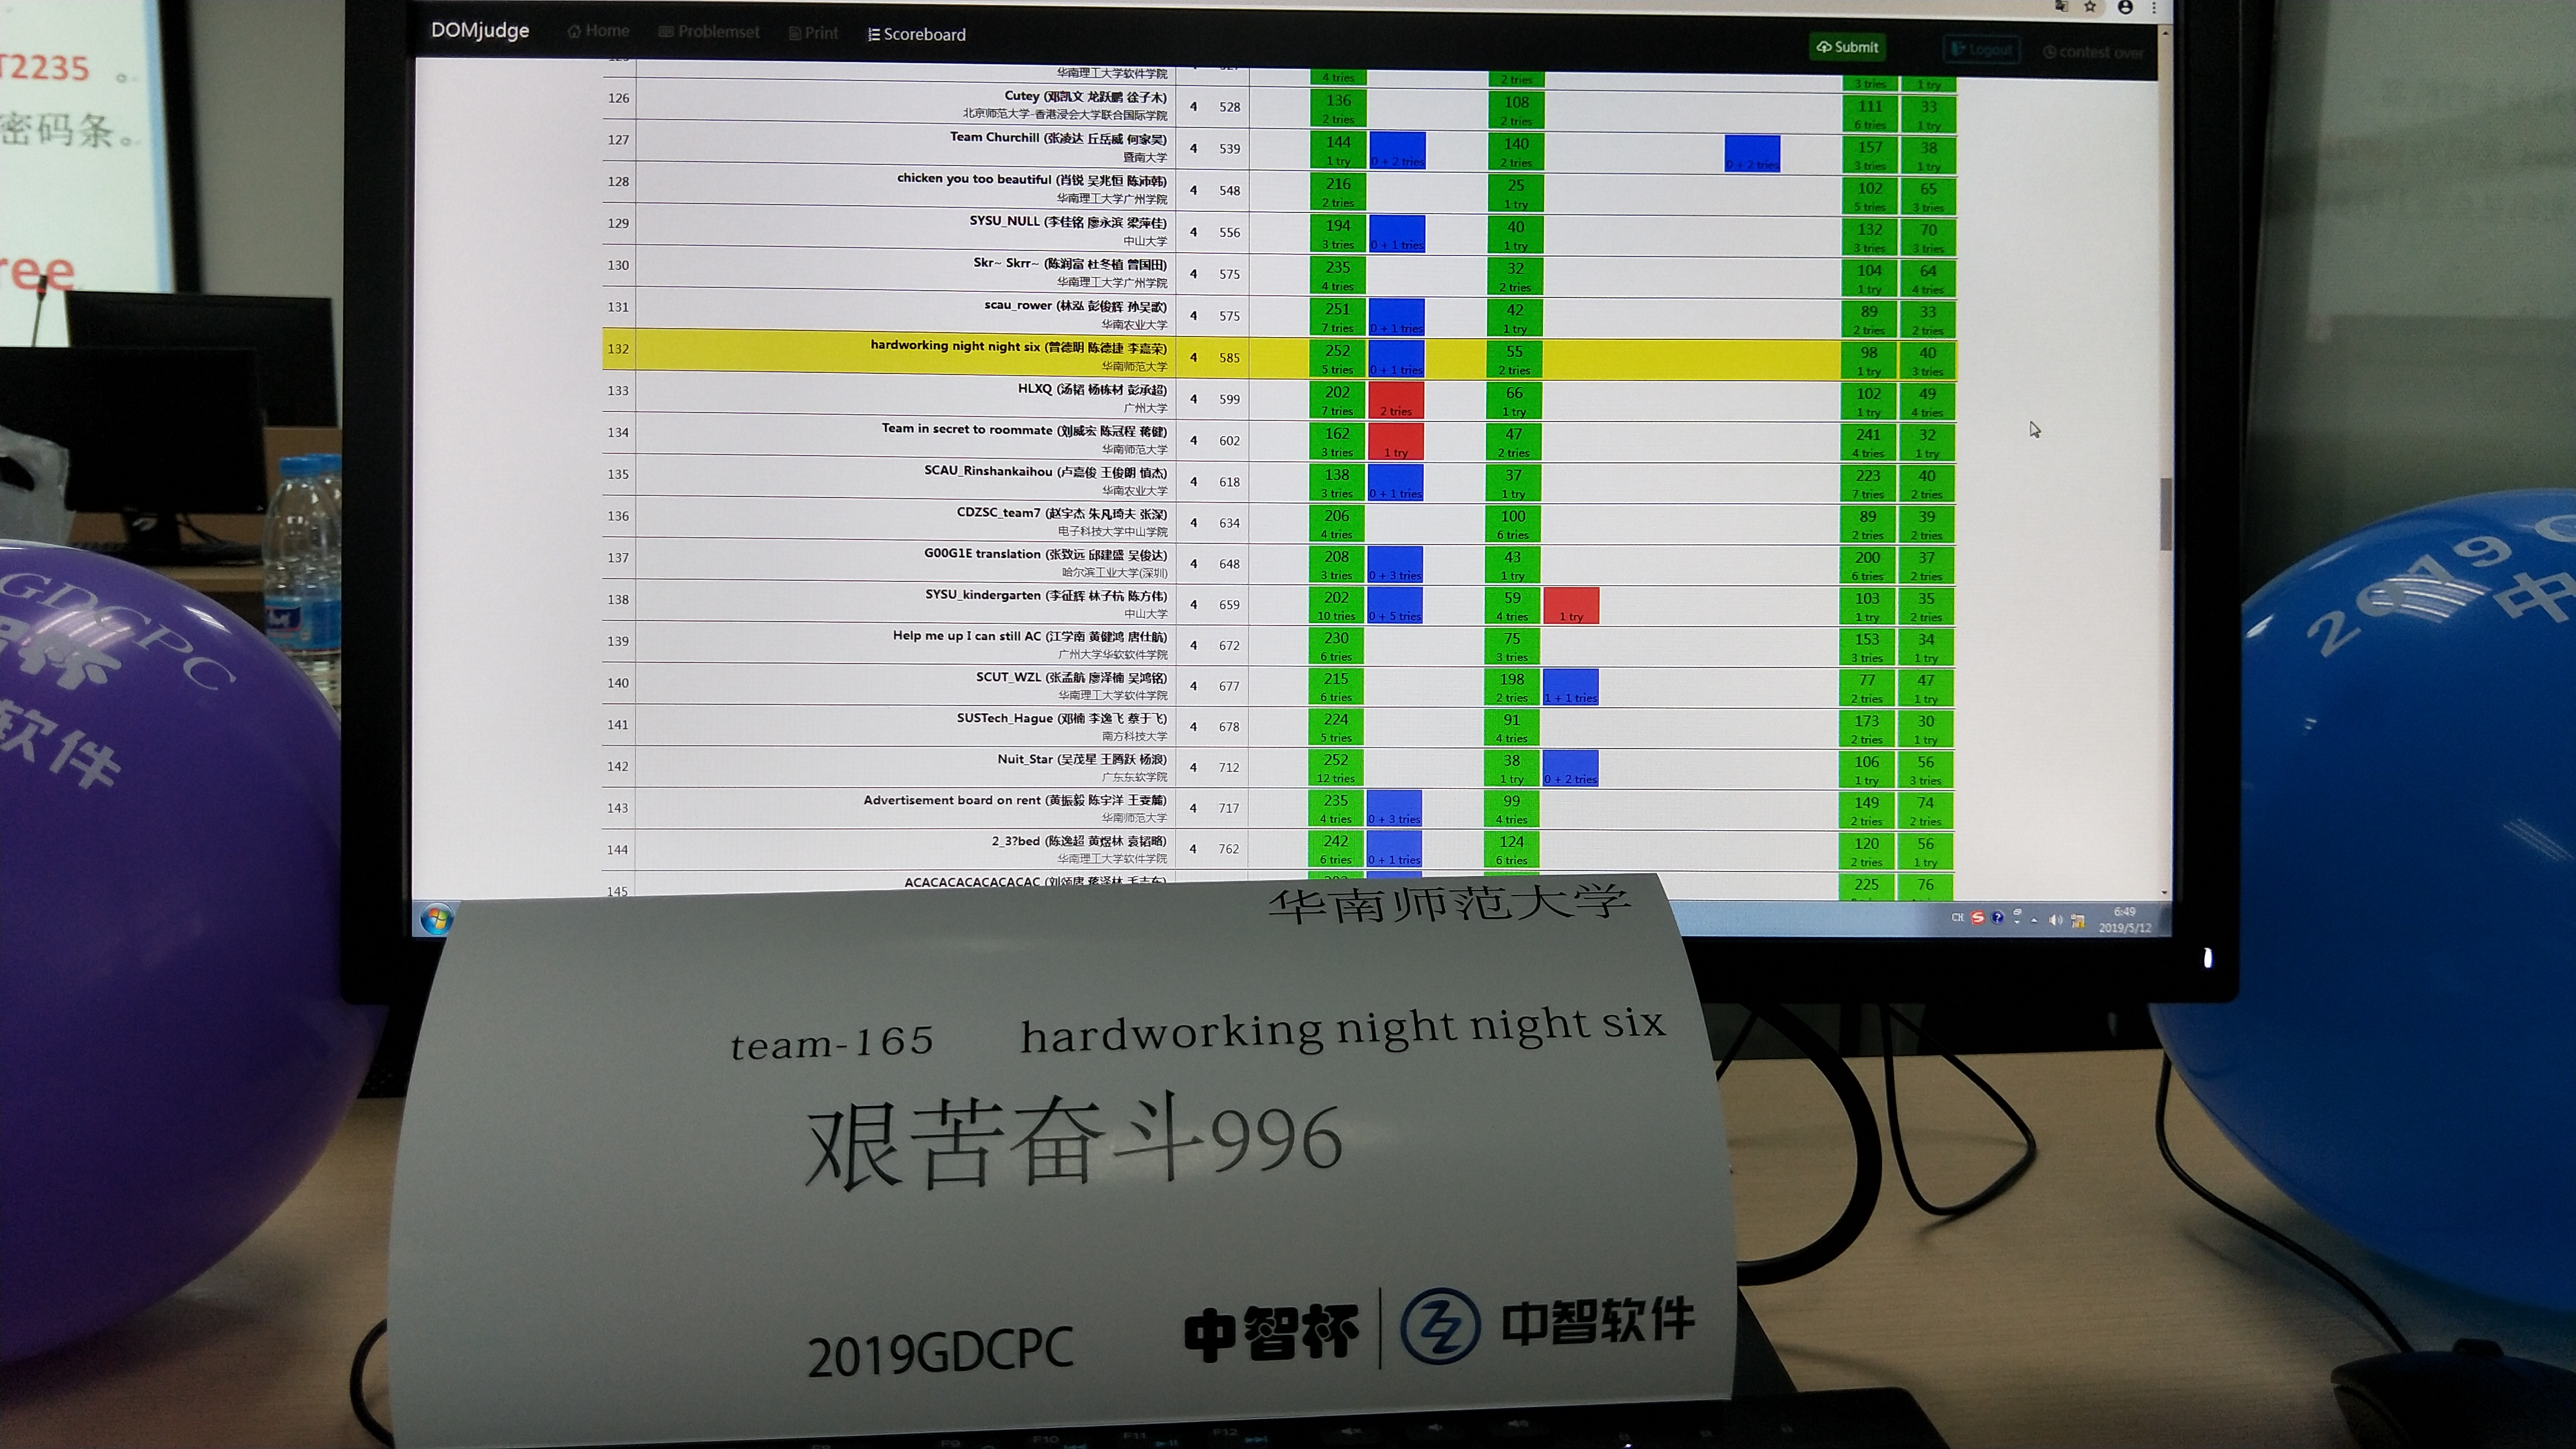 T2235 。
密码条。
ree
DOMjudge Home Problemset Print Scoreboard Submit Logout contest over
华南理工大学软件学院 4 4 tries 2 tries 3 tries 1 try
126 Cutey (邓凯文 龙跃鹏 徐子木) 4 528 136 108 111 33
北京师范大学-香港浸会大学联合国际学院 2 tries 2 tries 6 tries 1 try
127 Team Churchill (张凌达 丘岳威 何家昊) 4 539 144 140 157 38
暨南大学 1 try 0 + 2 tries 2 tries 0 + 2 tries 3 tries 1 try
128 chicken you too beautiful (肖锐 吴兆恒 陈沛韩) 4 548 216 25 102 65
华南理工大学广州学院 2 tries 1 try 5 tries 3 tries
129 SYSU_NULL (李佳铭 廖永滨 梁萍佳) 4 556 194 40 132 70
中山大学 3 tries 0 + 1 tries 1 try 3 tries 3 tries
130 Skr~ Skrr~ (陈润富 杜冬植 曾国田) 4 575 235 32 104 64
华南理工大学广州学院 4 tries 2 tries 1 try 4 tries
131 scau_rower (林泓 彭俊辉 孙吴歌) 4 575 251 42 89 33
华南农业大学 7 tries 0 + 1 tries 1 try 2 tries 2 tries
132 hardworking night night six (曾德明 陈德捷 李嘉荣) 4 585 252 55 98 40
华南师范大学 5 tries 0 + 1 tries 2 tries 1 try 3 tries
133 HLXQ (汤韬 杨栋材 彭承超) 4 599 202 66 102 49
广州大学 7 tries 2 tries 1 try 1 try 4 tries
134 Team in secret to roommate (刘威宏 陈冠程 蒋健) 4 602 162 47 241 32
华南师范大学 3 tries 1 try 2 tries 4 tries 1 try
135 SCAU_Rinshankaihou (卢嘉俊 王俊朗 慎杰) 4 618 138 37 223 40
华南农业大学 3 tries 0 + 1 tries 1 try 7 tries 2 tries
136 CDZSC_team7 (赵宇杰 朱凡琦夫 张深) 4 634 206 100 89 39
电子科技大学中山学院 4 tries 6 tries 2 tries 2 tries
137 G00G1E translation (张致远 邱建盛 吴俊达) 4 648 208 43 200 37
哈尔滨工业大学(深圳) 3 tries 0 + 3 tries 1 try 6 tries 2 tries
138 SYSU_kindergarten (李征辉 林子杭 陈方伟) 4 659 202 59 103 35
中山大学 10 tries 0 + 5 tries 4 tries 1 try 1 try 2 tries
139 Help me up I can still AC (江学南 黄健鸿 唐仕航) 4 672 230 75 153 34
广州大学华软软件学院 6 tries 3 tries 3 tries 1 try
140 SCUT_WZL (张孟航 廖泽楠 吴鸿铭) 4 677 215 198 77 47
华南理工大学软件学院 6 tries 2 tries 1 + 1 tries 2 tries 1 try
141 SUSTech_Hague (邓楠 李逸飞 蔡于飞) 4 678 224 91 173 30
南方科技大学 5 tries 4 tries 2 tries 1 try
142 Nuit_Star (吴茂星 王腾跃 杨浪) 4 712 252 38 106 56
广东东软学院 12 tries 1 try 0 + 2 tries 1 try 3 tries
143 Advertisement board on rent (黄振毅 陈宇洋 王雯麓) 4 717 235 99 149 74
华南师范大学 4 tries 0 + 3 tries 4 tries 2 tries 2 tries
144 2_3?bed (陈逸超 黄煜林 袁韬略) 4 762 242 124 120 56
华南理工大学软件学院 6 tries 0 + 1 tries 6 tries 2 tries 1 try
145 ACACACACACACACAC 225 76
CH 6:49
2019/5/12
华南师范大学
team-165 hardworking night night six
艰苦奋斗996
2019GDCPC 中智杯 中智软件
GDCPC
杯
软件
2019
中
F10 F11 F12